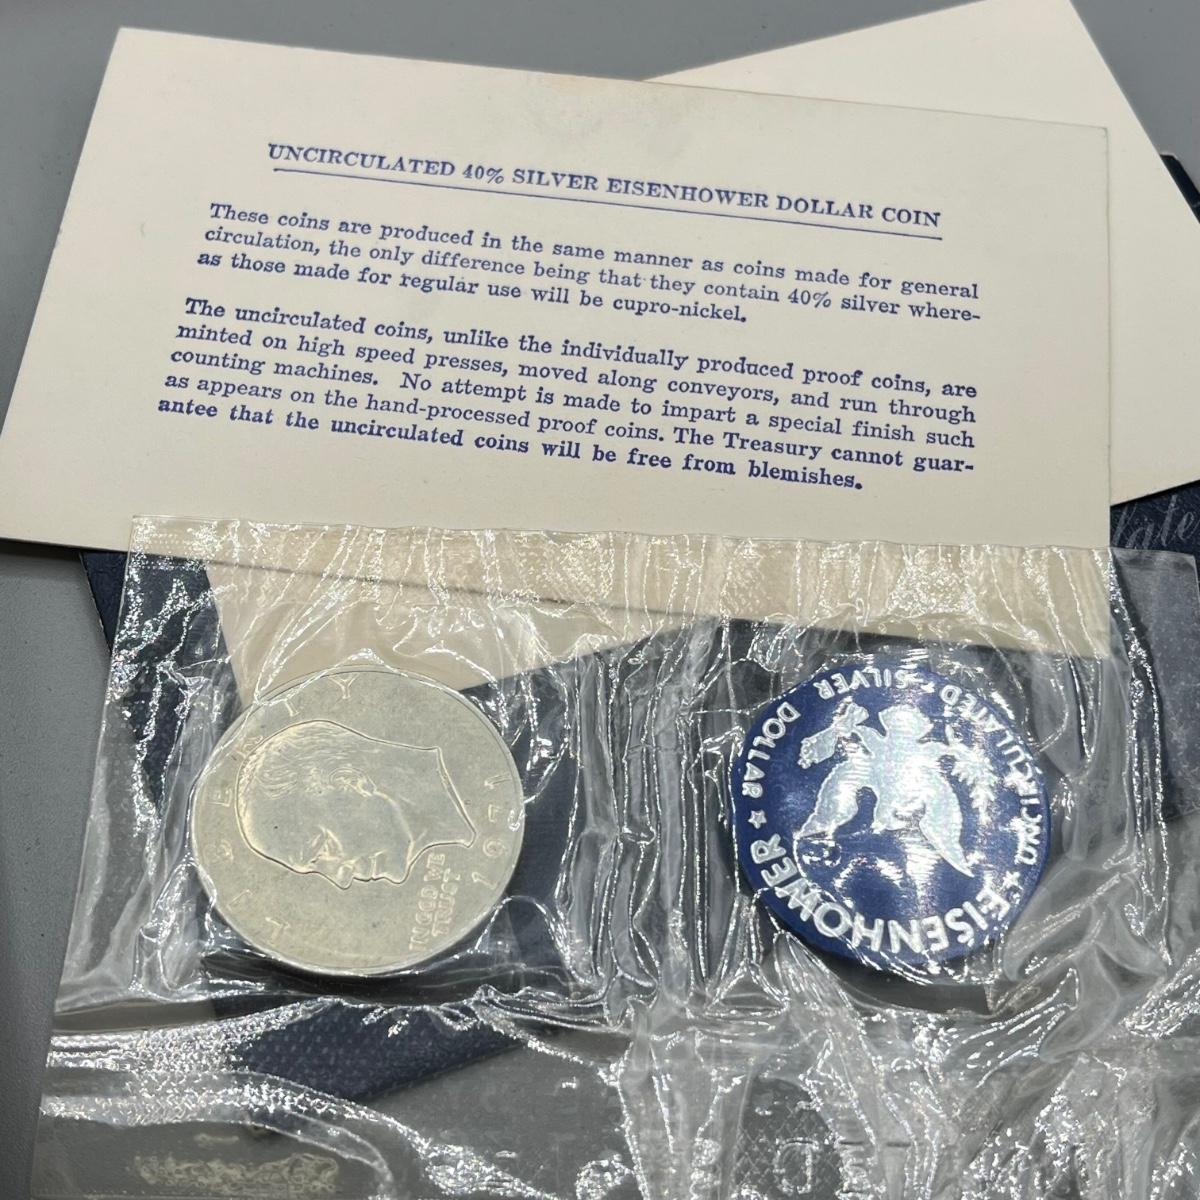 UNCIRCULATED 40% SILVER EISENHOWER DOLLAR COIN
These coins are produced in the same manner as coins made for general
circulation, the only difference being that they contain 40% silver where-
as those made for regular use will be cupro-nickel.
The uncirculated coins, unlike the individually produced proof coins, are
minted on high speed presses, moved along conveyors, and run through
counting machines. No attempt is made to impart a special finish such
as appears on the hand-processed proof coins. The Treasury cannot guar-
antee that the uncirculated coins will be free from blemishes.
LIBERTY
IN GOD WE
TRUST
1971
EISENHOWER ★ DOLLAR
UNCIRCULATED SILVER